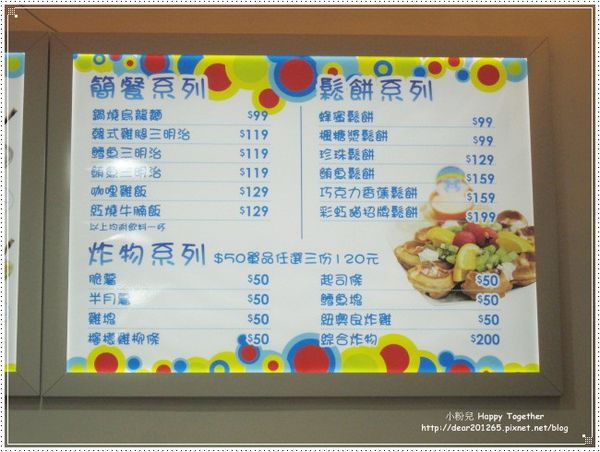 簡餐系列
鍋燒烏龍麵 $99
韓式雞腿三明治 $119
鱈魚三明治 $119
鮪魚三明治 $119
咖哩雞飯 $129
紅燒牛腩飯 $129
以上均附飲料一杯
鬆餅系列
蜂蜜鬆餅 $99
楓糖漿鬆餅 $99
珍珠鬆餅 $129
鮪魚鬆餅 $159
巧克力香蕉鬆餅 $159
彩虹貓招牌鬆餅 $199
炸物系列 $50單品任選三份120元
脆薯 $50
半月薯 $50
雞塊 $50
檸檬雞柳條 $50
起司條 $50
鱈魚塊 $50
紐奧良炸雞 $50
綜合炸物 $200
小粉兒 Happy Together
http://dear201265.pixnet.net/blog